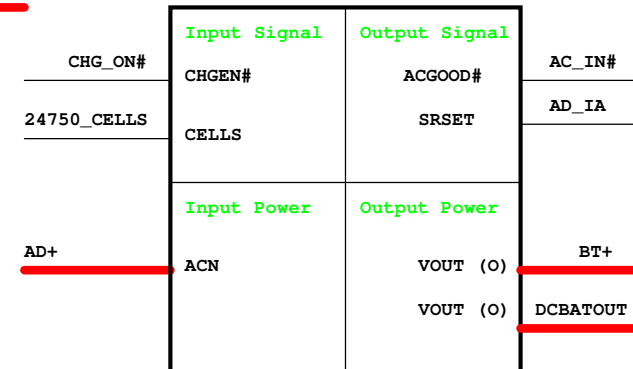 Input Signal Output Signal
CHG_ON# CHGEN# ACGOOD# AC_IN#
24750_CELLS CELLS SRSET AD_IA
Input Power Output Power
AD+ ACN VOUT (O) BT+
VOUT (O) DCBATOUT